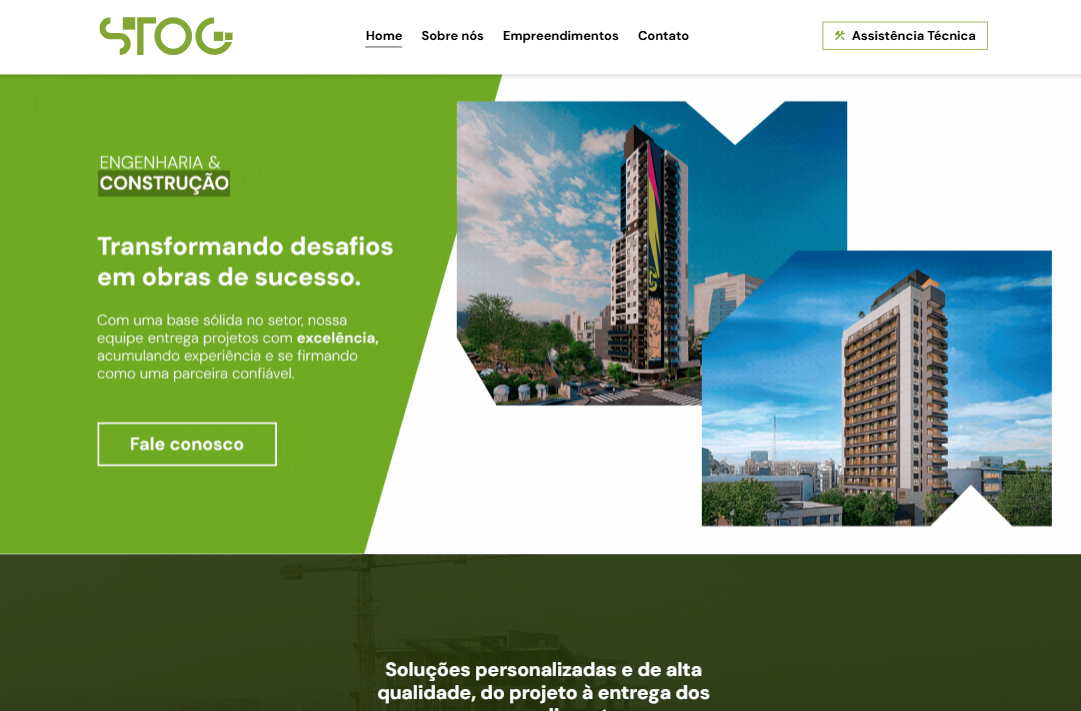 STOG
Home
Sobre nós
Empreendimentos
Contato
Assistência Técnica
ENGENHARIA &
CONSTRUÇÃO
Transformando desafios
em obras de sucesso.
Com uma base sólida no setor, nossa
equipe entrega projetos com excelência,
acumulando experiência e se firmando
como uma parceira confiável.
Fale conosco
Soluções personalizadas e de alta
qualidade, do projeto à entrega dos